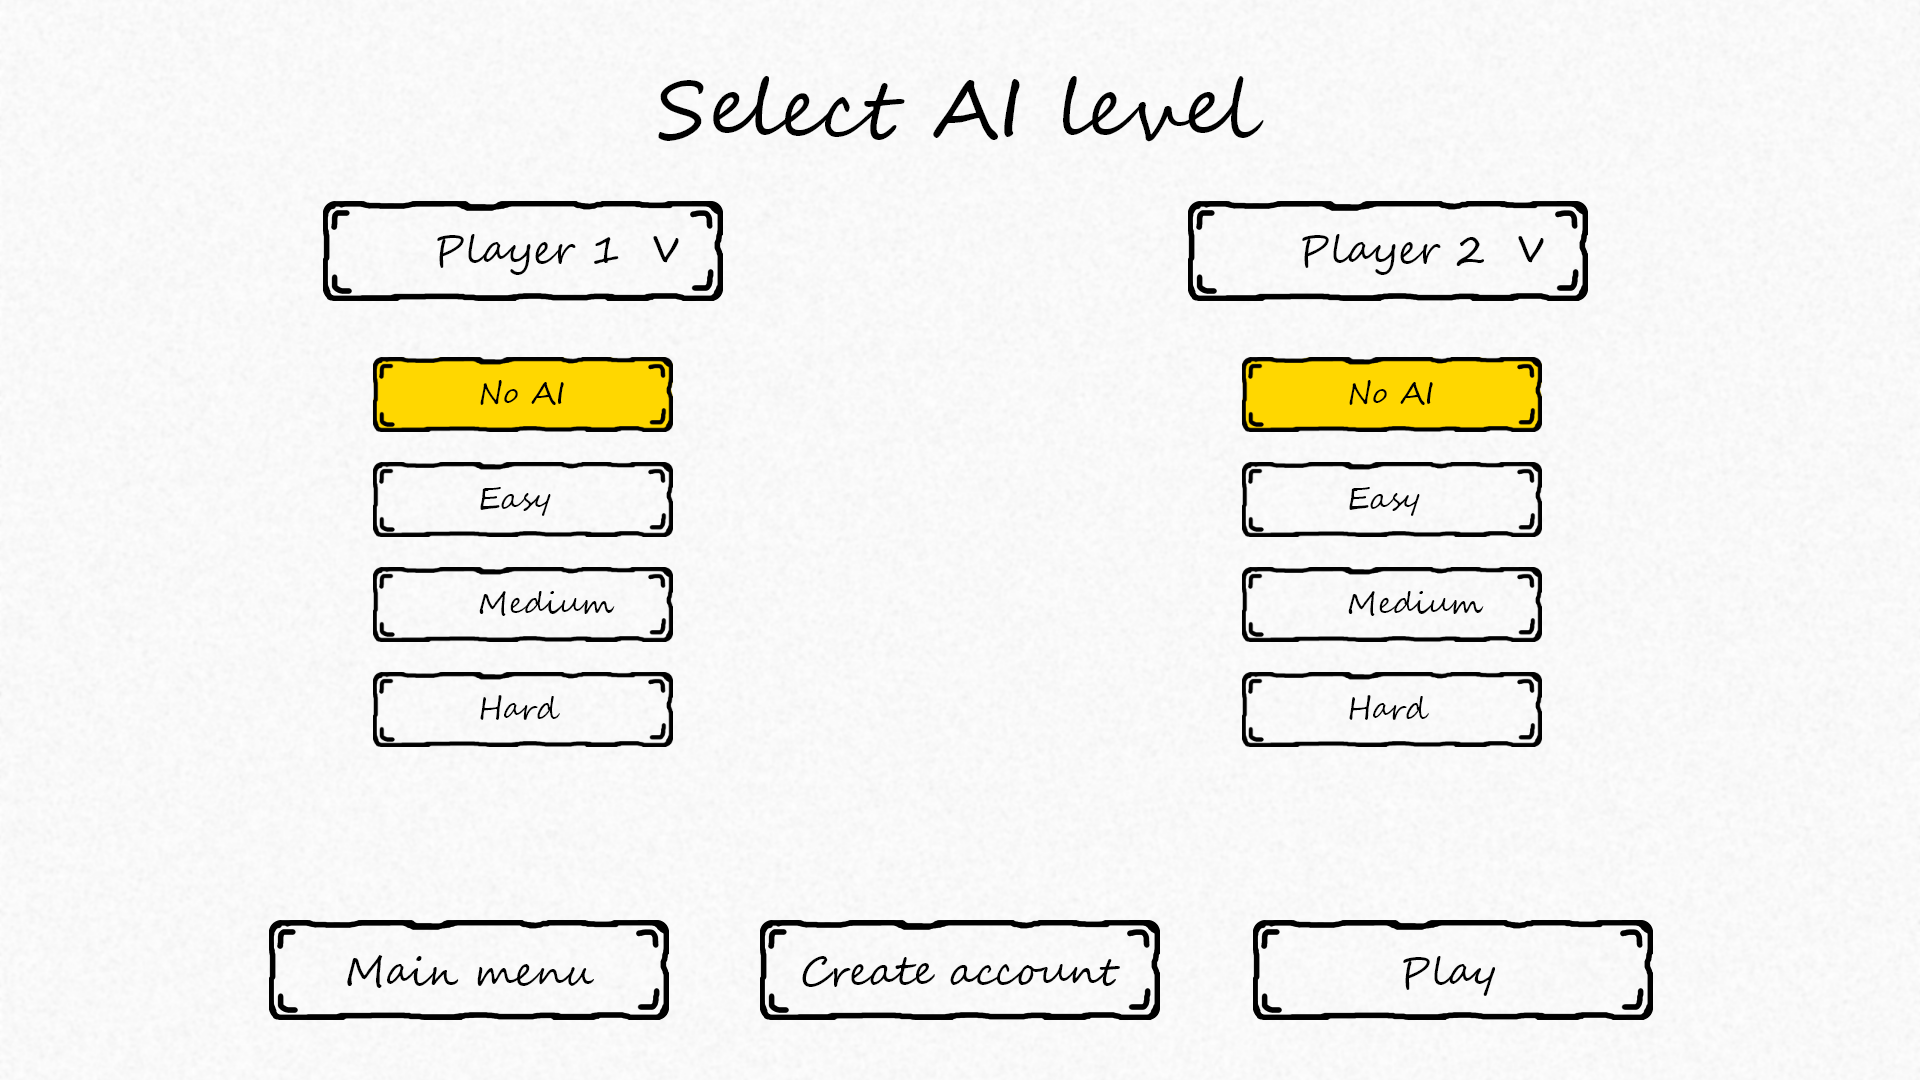 Select AI level
Player 1 V
Player 2 V
No AI
No AI
Easy
Easy
Medium
Medium
Hard
Hard
Main menu
Create account
Play